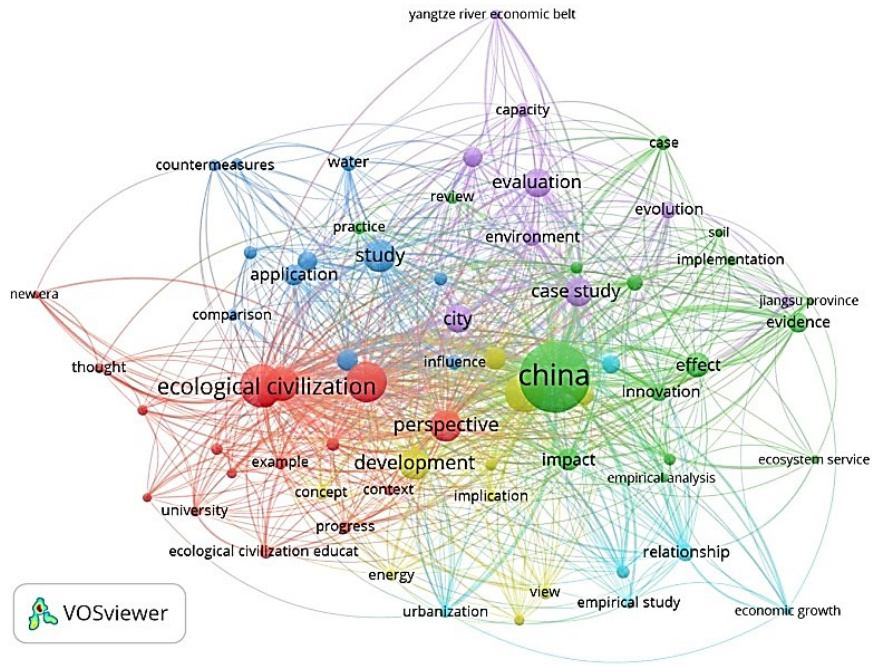 yangtze river economic belt
capacity
case
countermeasures
water
evaluation
review
evolution
practice
soil
environment
study
implementation
application
case study
new era
jiangsu province
comparison
city
evidence
influence
thought
effect
china
ecological civilization
innovation
perspective
development
impact
example
ecosystem service
empirical analysis
concept
context
implication
university
progress
ecological civilization educat
relationship
energy
view
empirical study
urbanization
economic growth
VOSviewer